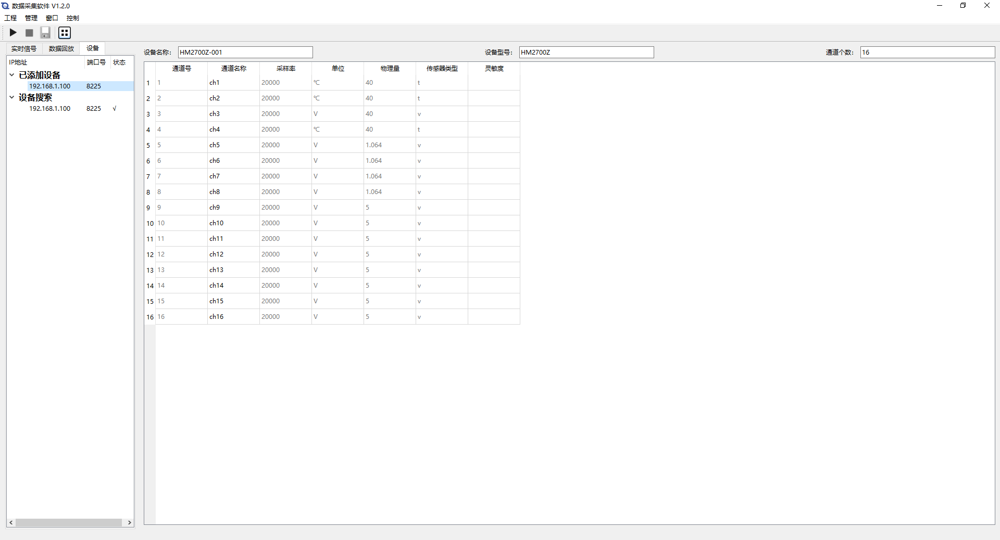 数据采集软件 V1.2.0
工程 管理 窗口 控制
实时信号 数据回放 设备
IP地址 端口号 状态
已添加设备
192.168.1.100 8225
设备搜索
192.168.1.100 8225 √
设备名称: HM2700Z-001 设备型号: HM2700Z 通道个数: 16
通道号 通道名称 采样率 单位 物理量 传感器类型 灵敏度
1 1 ch1 20000 ℃ 40 t
2 2 ch2 20000 ℃ 40 t
3 3 ch3 20000 V 40 v
4 4 ch4 20000 ℃ 40 t
5 5 ch5 20000 V 1.064 v
6 6 ch6 20000 V 1.064 v
7 7 ch7 20000 V 1.064 v
8 8 ch8 20000 V 1.064 v
9 9 ch9 20000 V 5 v
10 10 ch10 20000 V 5 v
11 11 ch11 20000 V 5 v
12 12 ch12 20000 V 5 v
13 13 ch13 20000 V 5 v
14 14 ch14 20000 V 5 v
15 15 ch15 20000 V 5 v
16 16 ch16 20000 V 5 v